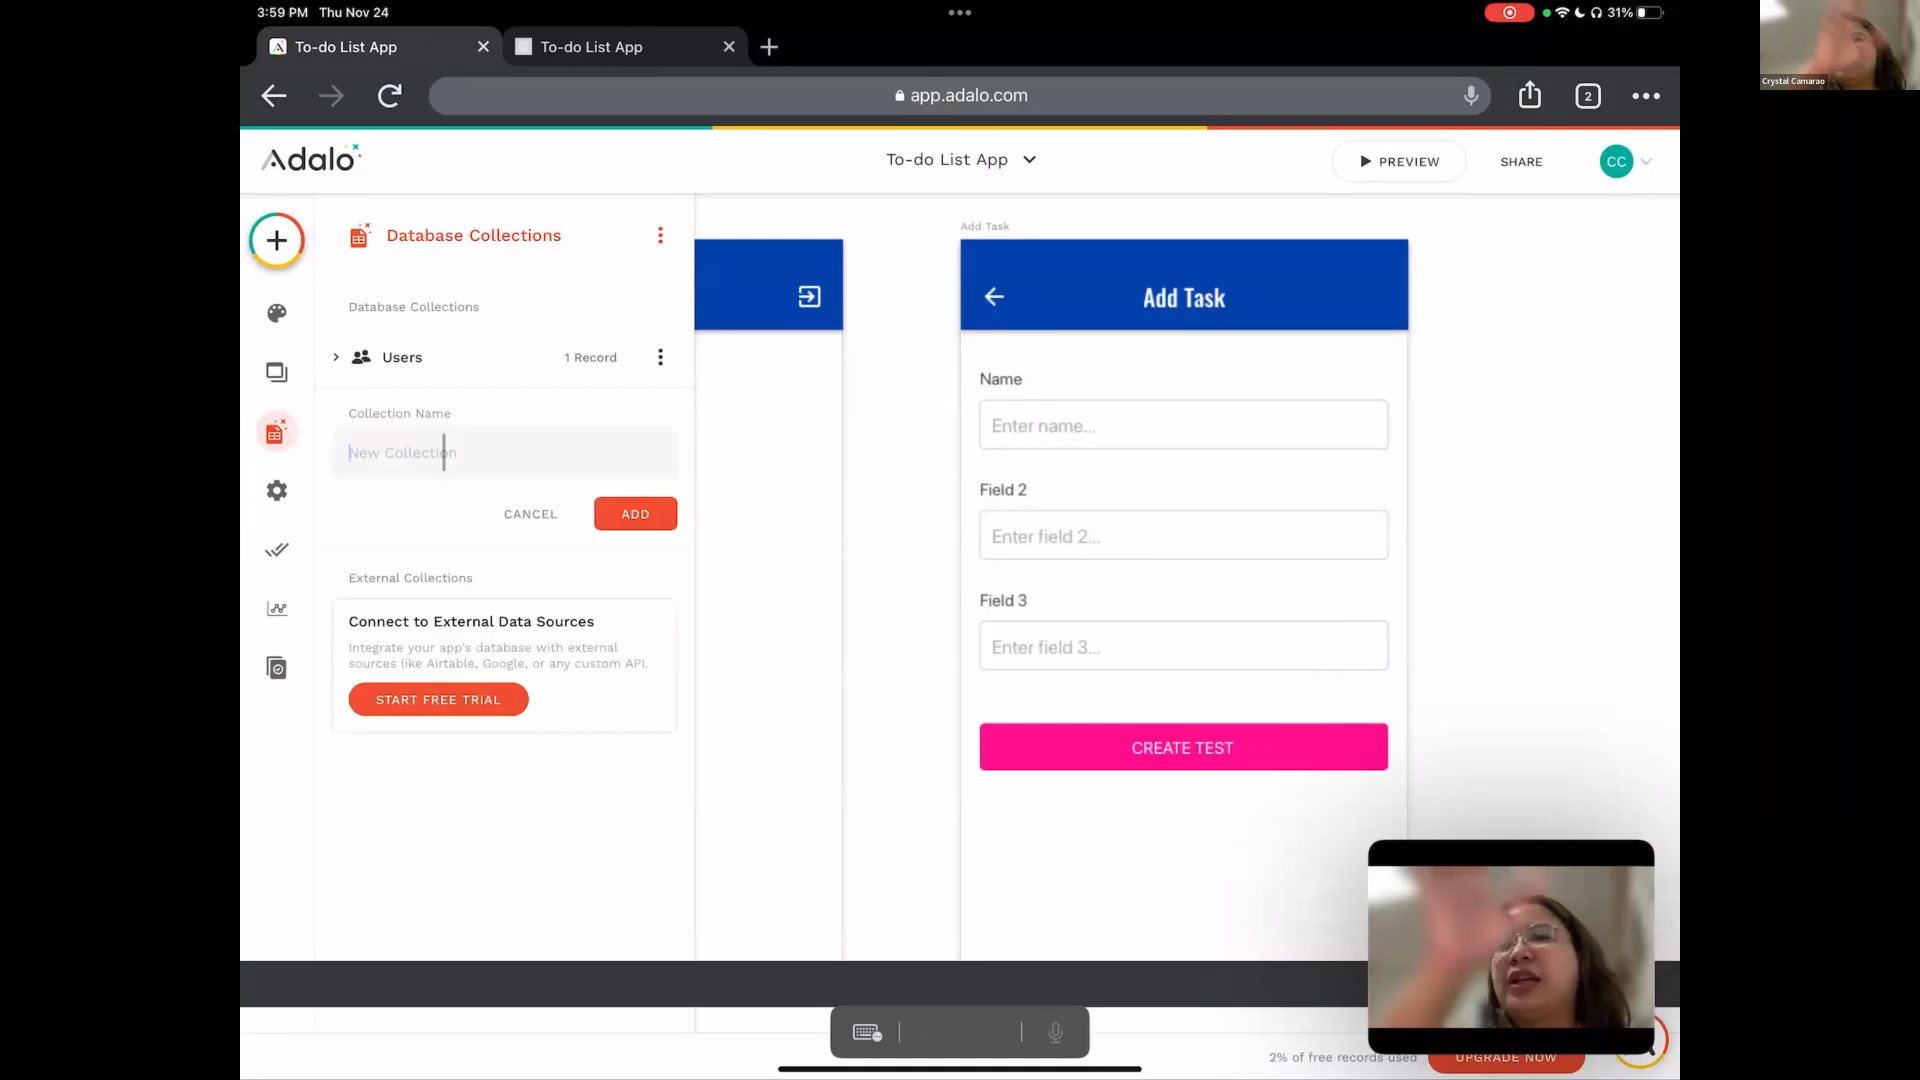 3:59 PM Thu Nov 24
31%
Crystal Camarao
To-do List App
To-do List App
app.adalo.com
2
Adalo
To-do List App
PREVIEW
SHARE
CC
Database Collections
Database Collections
Users
1 Record
Collection Name
New Collection
CANCEL
ADD
External Collections
Connect to External Data Sources
Integrate your app's database with external
sources like Airtable, Google, or any custom API.
START FREE TRIAL
Add Task
Add Task
Name
Enter name...
Field 2
Enter field 2...
Field 3
Enter field 3...
CREATE TEST
2% of free records used
UPGRADE NOW